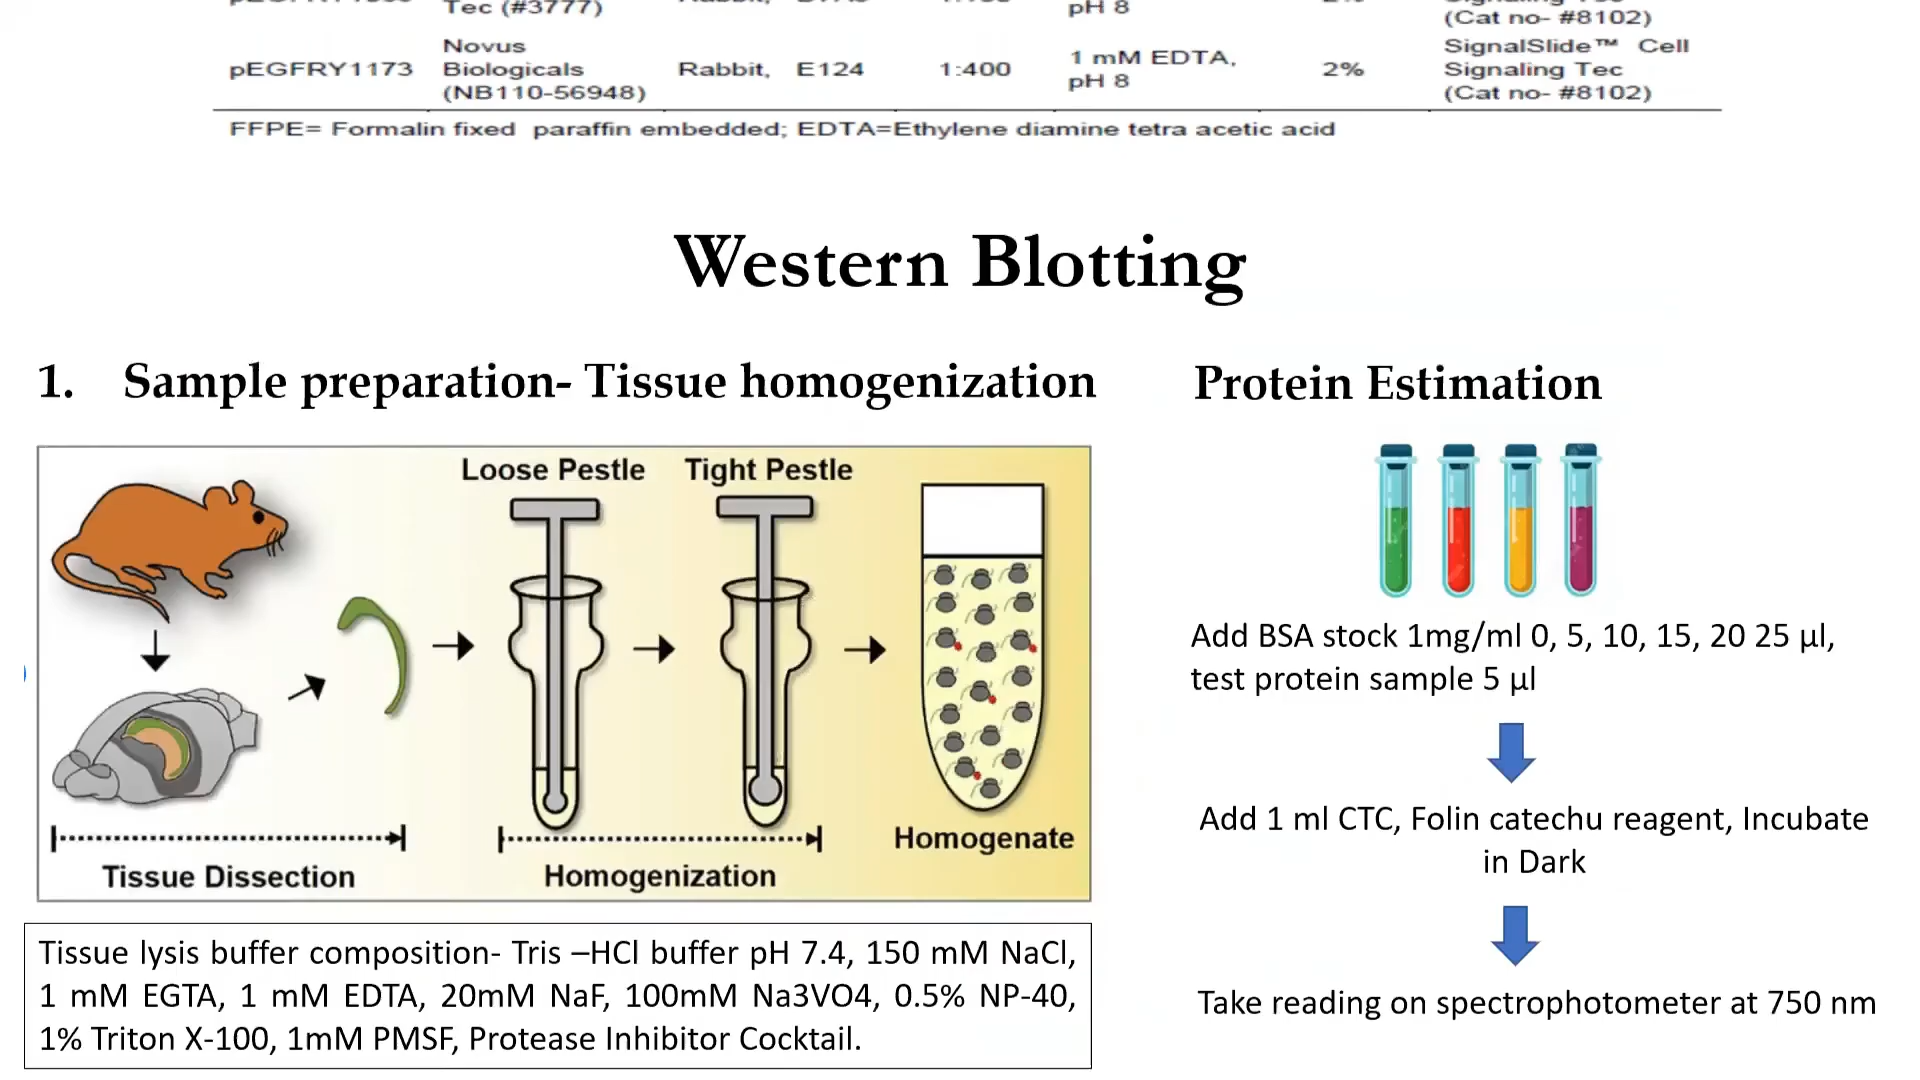 Tec (#3777)
pH 8
(Cat no- #8102)
pEGFRY1173 Novus Biologicals (NB110-56948) Rabbit, E124 1:400 1 mM EDTA, pH 8 2% SignalSlide™ Cell Signaling Tec (Cat no- #8102)
FFPE= Formalin fixed paraffin embedded; EDTA=Ethylene diamine tetra acetic acid
Western Blotting
1. Sample preparation- Tissue homogenization
Loose Pestle Tight Pestle
Homogenate
Tissue Dissection
Homogenization
Tissue lysis buffer composition- Tris –HCl buffer pH 7.4, 150 mM NaCl,
1 mM EGTA, 1 mM EDTA, 20mM NaF, 100mM Na3VO4, 0.5% NP-40,
1% Triton X-100, 1mM PMSF, Protease Inhibitor Cocktail.
Protein Estimation
Add BSA stock 1mg/ml 0, 5, 10, 15, 20 25 µl,
test protein sample 5 µl
Add 1 ml CTC, Folin catechu reagent, Incubate
in Dark
Take reading on spectrophotometer at 750 nm